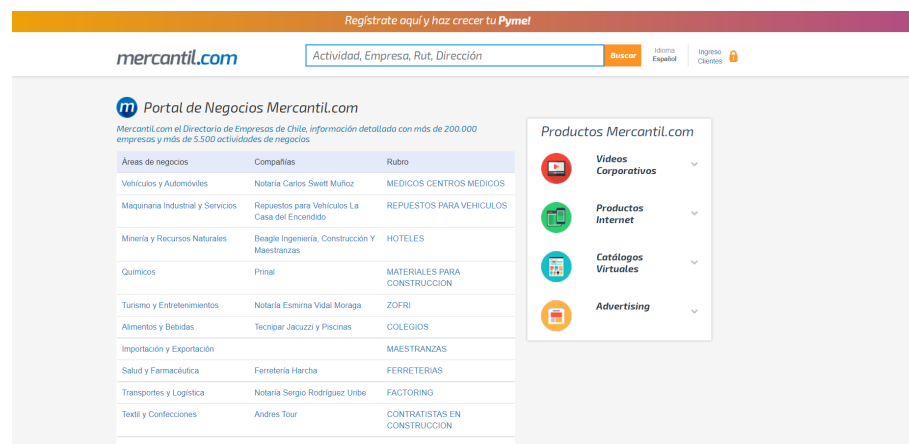 Regístrate aquí y haz crecer tu Pyme!
mercantil.com
Actividad, Empresa, Rut, Dirección
Buscar
Idioma
Español
Ingreso
Clientes
m Portal de Negocios Mercantil.com
Mercantil.com el Directorio de Empresas de Chile, información detallada con más de 200.000
empresas y más de 5.500 actividades de negocios
Áreas de negocios Compañías Rubro
Vehículos y Automóviles Notaría Carlos Swett Muñoz MEDICOS CENTROS MEDICOS
Maquinaria Industrial y Servicios Repuestos para Vehículos La REPUESTOS PARA VEHICULOS
Casa del Encendido
Minería y Recursos Naturales Beagle Ingeniería, Construcción Y HOTELES
Maestranzas
Químicos Prinal MATERIALES PARA
CONSTRUCCION
Turismo y Entretenimientos Notaría Esmirna Vidal Moraga ZOFRI
Alimentos y Bebidas Tecnipar Jacuzzi y Piscinas COLEGIOS
Importación y Exportación MAESTRANZAS
Salud y Farmacéutica Ferretería Harcha FERRETERIAS
Transportes y Logística Notaría Sergio Rodríguez Uribe FACTORING
Textil y Confecciones Andres Tour CONTRATISTAS EN
CONSTRUCCION
Productos Mercantil.com
Videos
Corporativos
Productos
Internet
Catálogos
Virtuales
Advertising